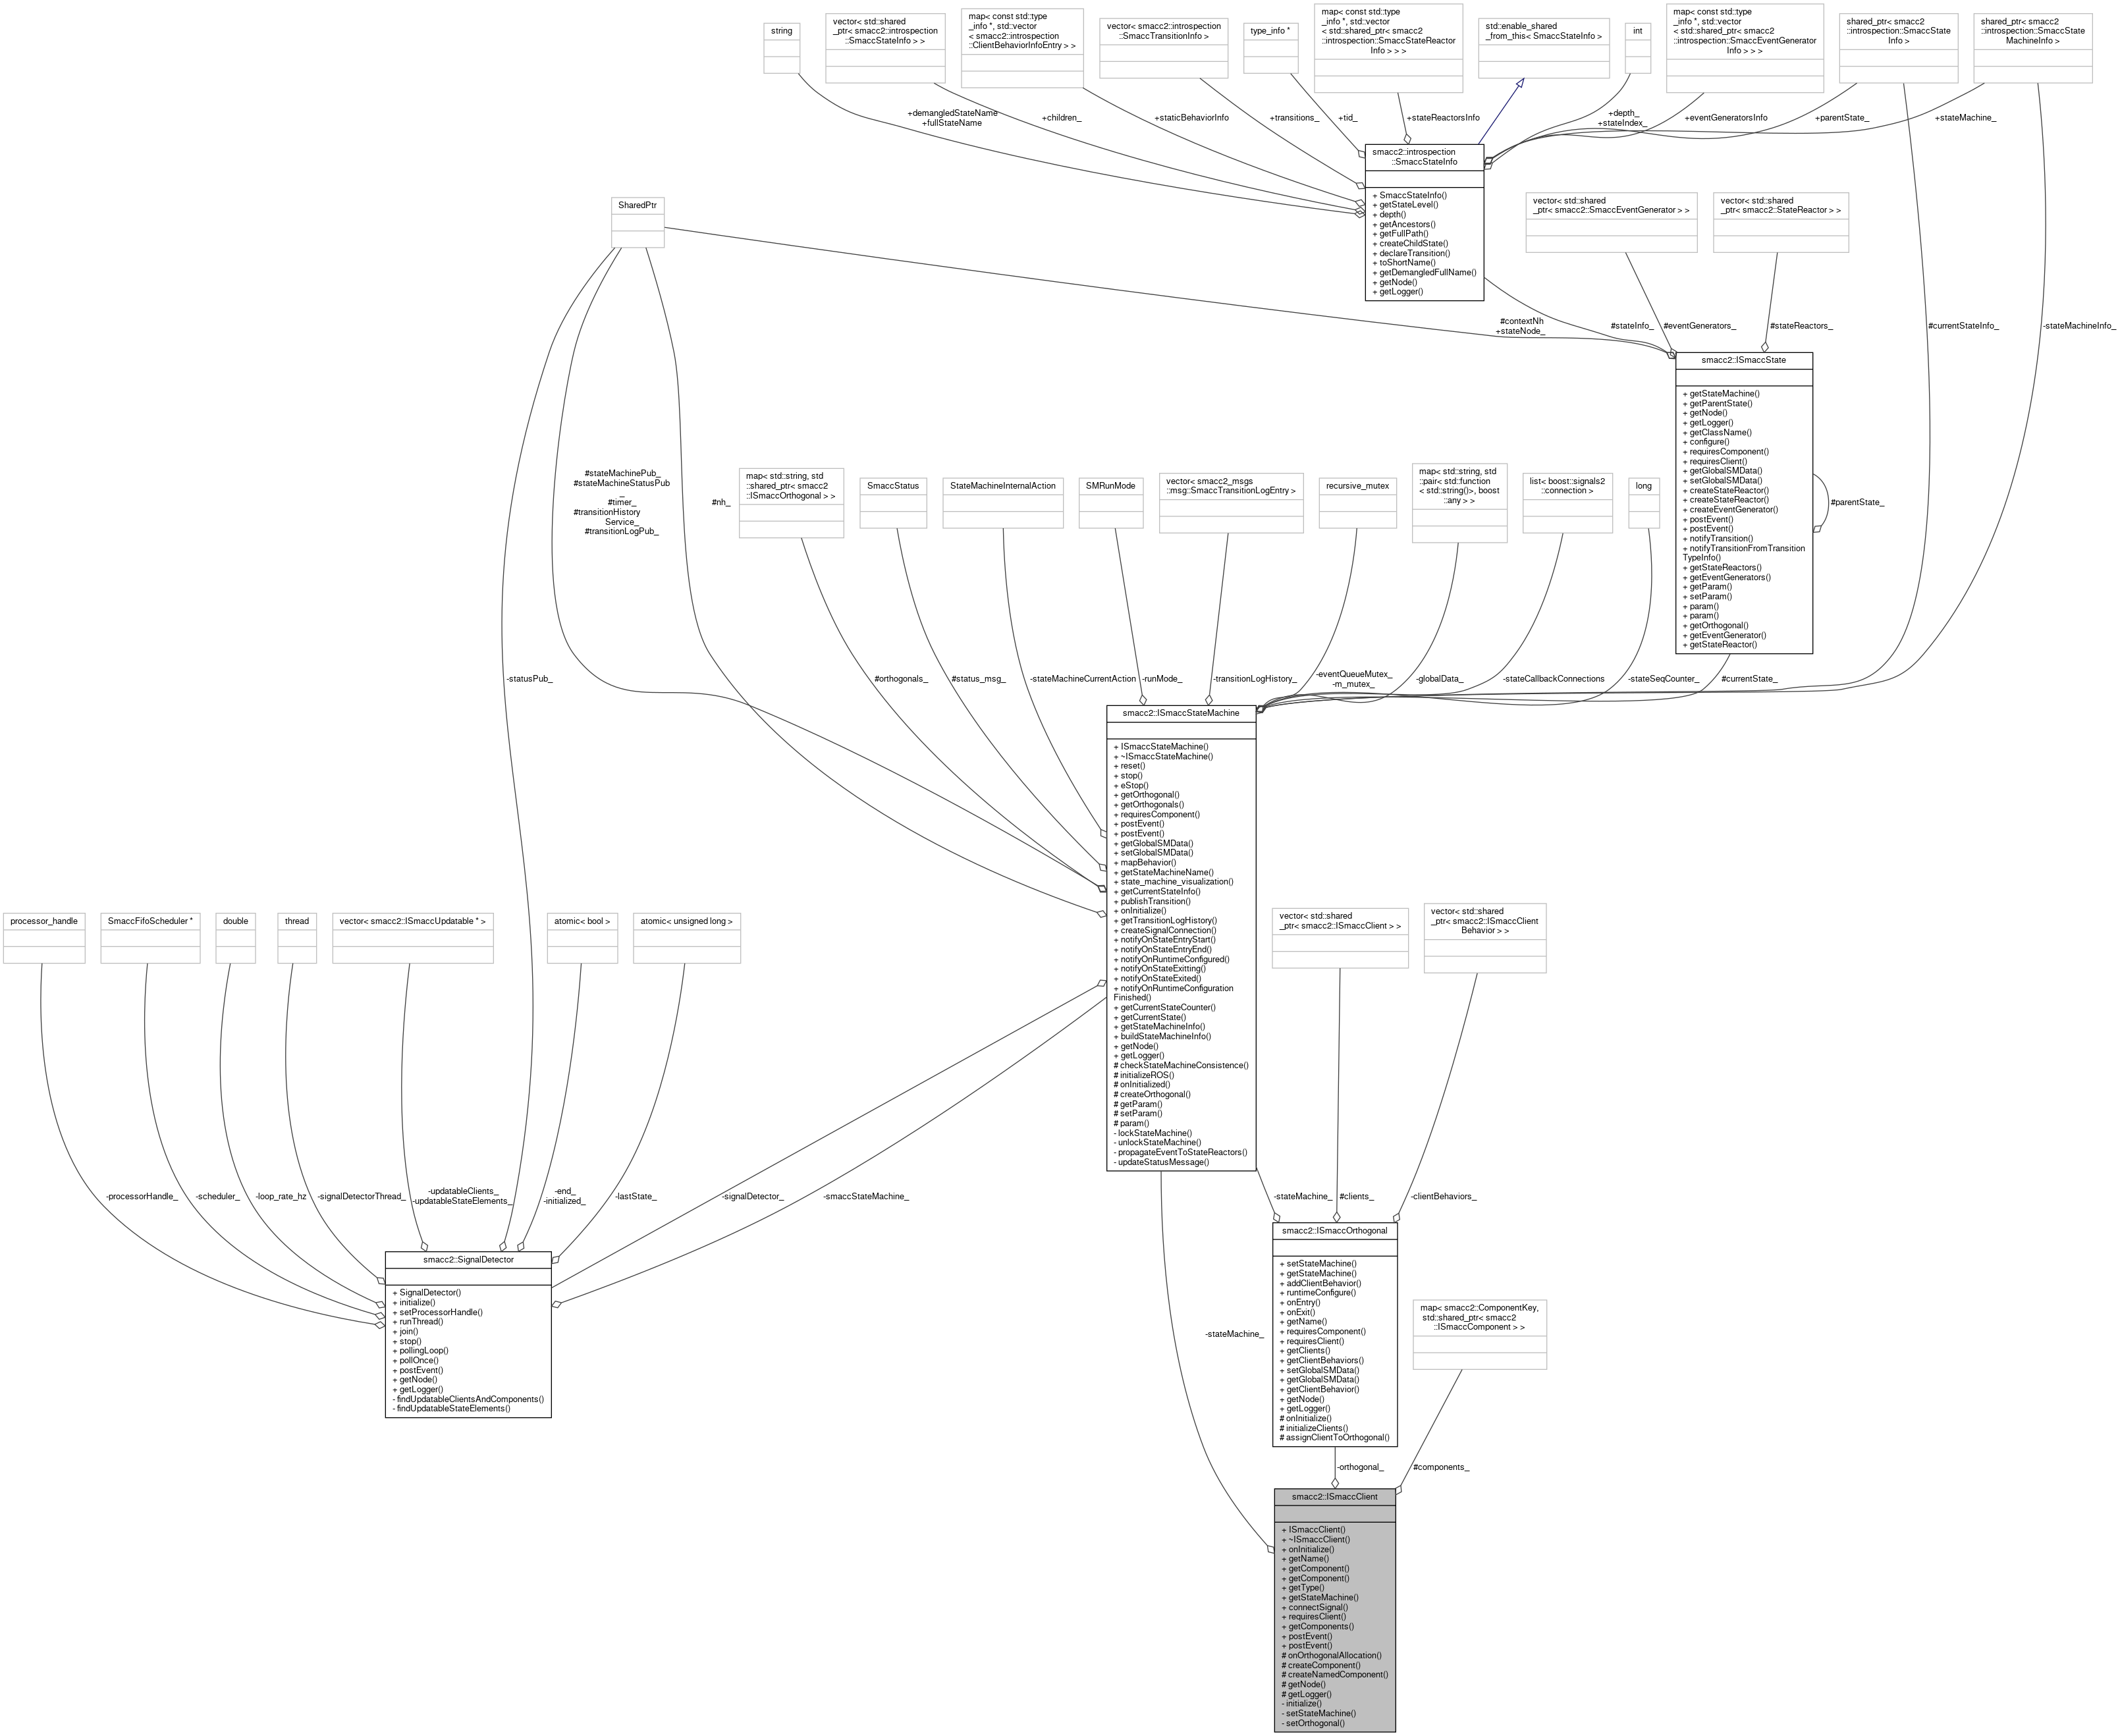 string
vector< std::shared
_ptr< smacc2::introspection
::SmaccStateInfo > >
map< const std::type
_info *, std::vector
< smacc2::introspection
::ClientBehaviorInfoEntry > >
vector< smacc2::introspection
::SmaccTransitionInfo >
type_info *
map< const std::type
_info *, std::vector
< std::shared_ptr< smacc2
::introspection::SmaccStateReactor
Info > > >
std::enable_shared
_from_this< SmaccStateInfo >
int
map< const std::type
_info *, std::vector
< std::shared_ptr< smacc2
::introspection::SmaccEventGenerator
Info > > >
shared_ptr< smacc2
::introspection::SmaccState
Info >
shared_ptr< smacc2
::introspection::SmaccState
MachineInfo >
+demangledStateName
+fullStateName
+children_
+staticBehaviorInfo
+transitions_
+tid_
+stateReactorsInfo
+depth_
+stateIndex_
+eventGeneratorsInfo
+parentState_
+stateMachine_
smacc2::introspection
::SmaccStateInfo
+ SmaccStateInfo()
+ getStateLevel()
+ depth()
+ getAncestors()
+ getFullPath()
+ createChildState()
+ declareTransition()
+ toShortName()
+ getDemangledFullName()
+ getNode()
+ getLogger()
SharedPtr
vector< std::shared
_ptr< smacc2::SmaccEventGenerator > >
vector< std::shared
_ptr< smacc2::StateReactor > >
#contextNh
+stateNode_
#stateInfo_
#eventGenerators_
#stateReactors_
#currentStateInfo_
-stateMachineInfo_
smacc2::ISmaccState
+ getStateMachine()
+ getParentState()
+ getNode()
+ getLogger()
+ getClassName()
+ configure()
+ requiresComponent()
+ requiresClient()
+ getGlobalSMData()
+ setGlobalSMData()
+ createStateReactor()
+ createStateReactor()
+ createEventGenerator()
+ postEvent()
+ postEvent()
+ notifyTransition()
+ notifyTransitionFromTransition
TypeInfo()
+ getStateReactors()
+ getEventGenerators()
+ getParam()
+ setParam()
+ param()
+ param()
+ getOrthogonal()
+ getEventGenerator()
+ getStateReactor()
#parentState_
#stateMachinePub_
#stateMachineStatusPub
_
#timer_
#transitionHistory
Service_
#transitionLogPub_
#nh_
map< std::string, std
::shared_ptr< smacc2
::ISmaccOrthogonal > >
SmaccStatus
StateMachineInternalAction
SMRunMode
vector< smacc2_msgs
::msg::SmaccTransitionLogEntry >
recursive_mutex
map< std::string, std
::pair< std::function
< std::string()>, boost
::any > >
list< boost::signals2
::connection >
long
-statusPub_
#orthogonals_
#status_msg_
-stateMachineCurrentAction
-runMode_
-transitionLogHistory_
-eventQueueMutex_
-m_mutex_
-globalData_
-stateCallbackConnections
-stateSeqCounter_
#currentState_
smacc2::ISmaccStateMachine
+ ISmaccStateMachine()
+ ~ISmaccStateMachine()
+ reset()
+ stop()
+ eStop()
+ getOrthogonal()
+ getOrthogonals()
+ requiresComponent()
+ postEvent()
+ postEvent()
+ getGlobalSMData()
+ setGlobalSMData()
+ mapBehavior()
+ getStateMachineName()
+ state_machine_visualization()
+ getCurrentStateInfo()
+ publishTransition()
+ onInitialize()
+ getTransitionLogHistory()
+ createSignalConnection()
+ notifyOnStateEntryStart()
+ notifyOnStateEntryEnd()
+ notifyOnRuntimeConfigured()
+ notifyOnStateExitting()
+ notifyOnStateExited()
+ notifyOnRuntimeConfiguration
Finished()
+ getCurrentStateCounter()
+ getCurrentState()
+ getStateMachineInfo()
+ buildStateMachineInfo()
+ getNode()
+ getLogger()
# checkStateMachineConsistence()
# initializeROS()
# onInitialized()
# createOrthogonal()
# getParam()
# setParam()
# param()
- lockStateMachine()
- unlockStateMachine()
- propagateEventToStateReactors()
- updateStatusMessage()
processor_handle
SmaccFifoScheduler *
double
thread
vector< smacc2::ISmaccUpdatable * >
atomic< bool >
atomic< unsigned long >
vector< std::shared
_ptr< smacc2::ISmaccClient > >
vector< std::shared
_ptr< smacc2::ISmaccClient
Behavior > >
-processorHandle_
-scheduler_
-loop_rate_hz
-signalDetectorThread_
-updatableClients_
-updatableStateElements_
-end_
-initialized_
-lastState_
-signalDetector_
-smaccStateMachine_
-stateMachine_
#clients_
-clientBehaviors_
smacc2::SignalDetector
+ SignalDetector()
+ initialize()
+ setProcessorHandle()
+ runThread()
+ join()
+ stop()
+ pollingLoop()
+ pollOnce()
+ postEvent()
+ getNode()
+ getLogger()
- findUpdatableClientsAndComponents()
- findUpdatableStateElements()
smacc2::ISmaccOrthogonal
+ setStateMachine()
+ getStateMachine()
+ addClientBehavior()
+ runtimeConfigure()
+ onEntry()
+ onExit()
+ getName()
+ requiresComponent()
+ requiresClient()
+ getClients()
+ getClientBehaviors()
+ setGlobalSMData()
+ getGlobalSMData()
+ getClientBehavior()
+ getNode()
+ getLogger()
# onInitialize()
# initializeClients()
# assignClientToOrthogonal()
-stateMachine_
map< smacc2::ComponentKey,
std::shared_ptr< smacc2
::ISmaccComponent > >
-orthogonal_
#components_
smacc2::ISmaccClient
+ ISmaccClient()
+ ~ISmaccClient()
+ onInitialize()
+ getName()
+ getComponent()
+ getComponent()
+ getType()
+ getStateMachine()
+ connectSignal()
+ requiresClient()
+ getComponents()
+ postEvent()
+ postEvent()
# onOrthogonalAllocation()
# createComponent()
# createNamedComponent()
# getNode()
# getLogger()
- initialize()
- setStateMachine()
- setOrthogonal()